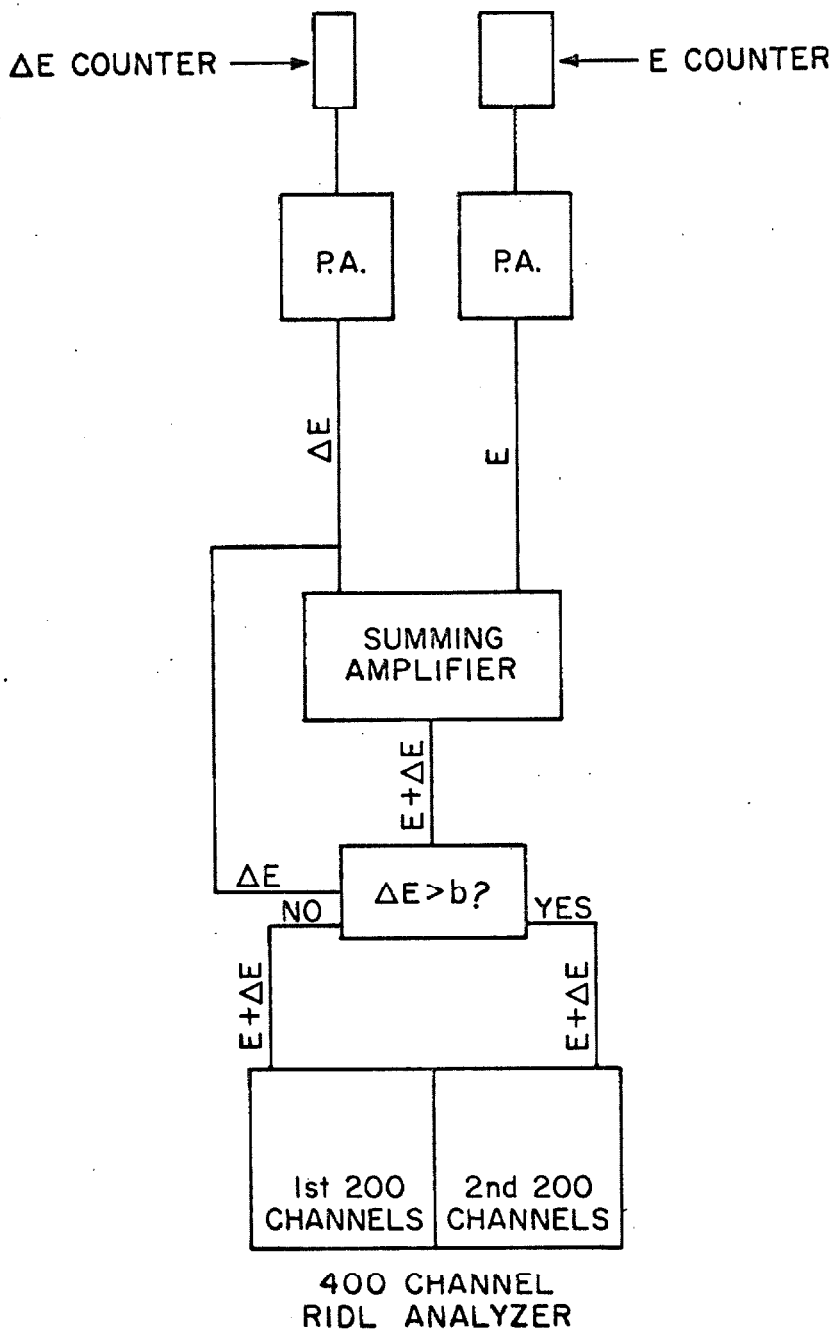 ΔE COUNTER
E COUNTER
P.A.
P.A.
ΔE
E
SUMMING
AMPLIFIER
E+ΔE
ΔE
ΔE>b?
NO
YES
E+ΔE
E+ΔE
1st 200
CHANNELS
2nd 200
CHANNELS
400 CHANNEL
RIDL ANALYZER